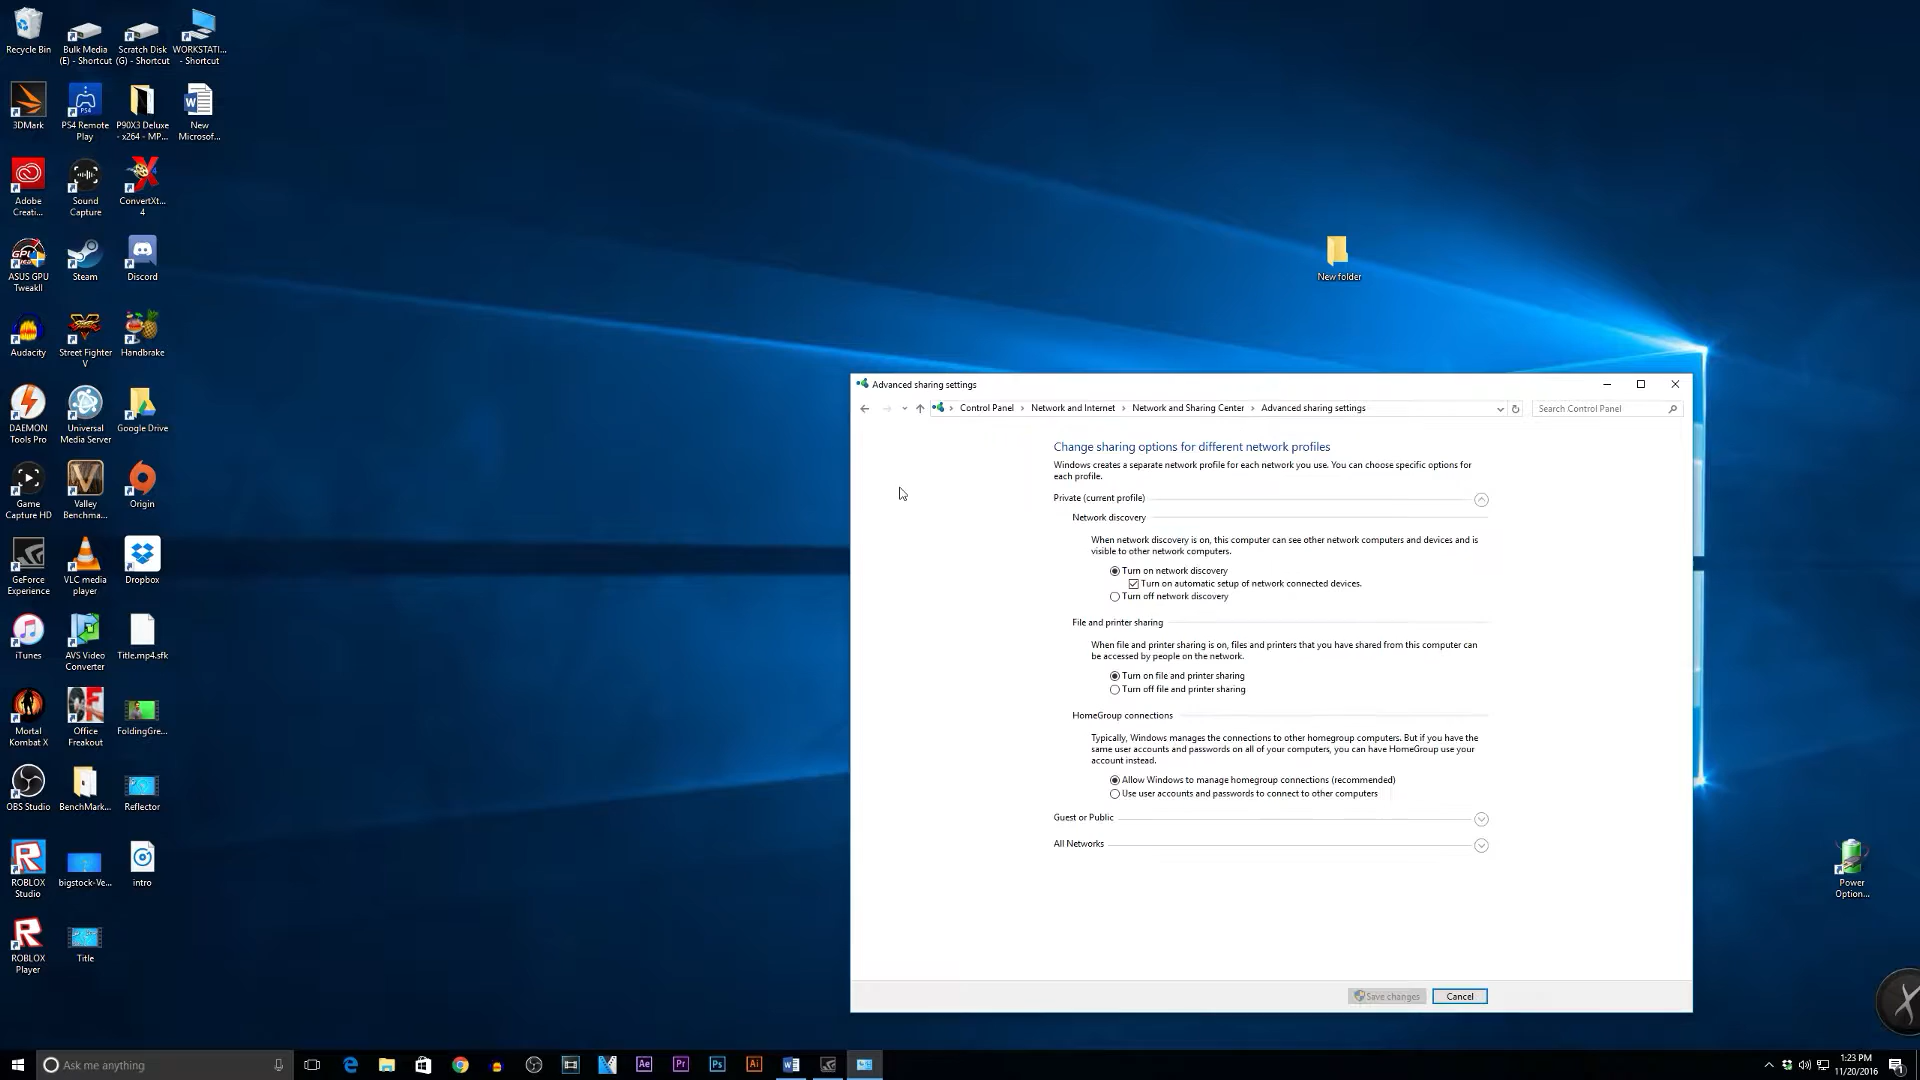 Recycle Bin
Bulk Media
(E) - Shortcut
Scratch Disk
(G) - Shortcut
WORKSTATI...
- Shortcut
3DMark
PS4 Remote
Play
P90X3 Deluxe
- x264 - MP...
New
Microsof...
Adobe
Creati...
Sound
Capture
ConvertXt...
4
ASUS GPU
TweakII
Steam
Discord
Audacity
Street Fighter
V
Handbrake
DAEMON
Tools Pro
Universal
Media Server
Google Drive
Game
Capture HD
Valley
Benchma...
Origin
GeForce
Experience
VLC media
player
Dropbox
iTunes
AVS Video
Converter
Title.mp4.sfk
Mortal
Kombat X
Office
Freakout
FoldingGre...
OBS Studio
BenchMark...
Reflector
ROBLOX
Studio
bigstock-Ve...
intro
ROBLOX
Player
Title
New folder
Power
Option...
Advanced sharing settings
Control Panel > Network and Internet > Network and Sharing Center > Advanced sharing settings
Search Control Panel
Change sharing options for different network profiles
Windows creates a separate network profile for each network you use. You can choose specific options for
each profile.
Private (current profile)
Network discovery
When network discovery is on, this computer can see other network computers and devices and is
visible to other network computers.
Turn on network discovery
Turn on automatic setup of network connected devices.
Turn off network discovery
File and printer sharing
When file and printer sharing is on, files and printers that you have shared from this computer can
be accessed by people on the network.
Turn on file and printer sharing
Turn off file and printer sharing
HomeGroup connections
Typically, Windows manages the connections to other homegroup computers. But if you have the
same user accounts and passwords on all of your computers, you can have HomeGroup use your
account instead.
Allow Windows to manage homegroup connections (recommended)
Use user accounts and passwords to connect to other computers
Guest or Public
All Networks
Save changes
Cancel
Ask me anything
Ae
Pr
Ps
Ai
1:23 PM
11/20/2016